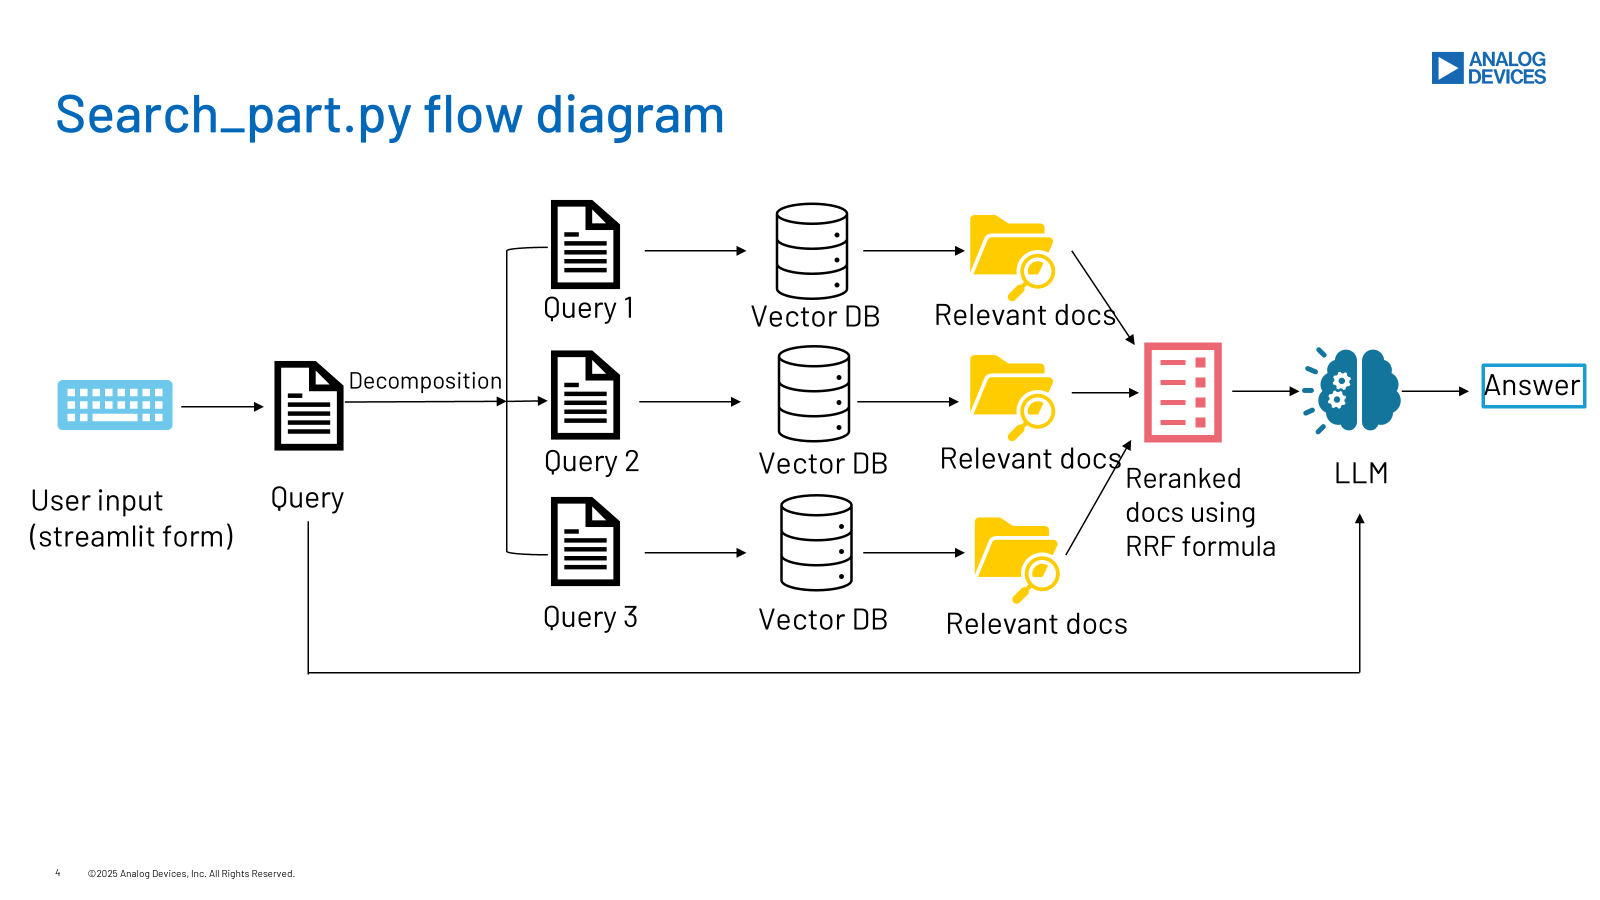 ANALOG
DEVICES
Search_part.py flow diagram
Query 1
Vector DB
Relevant docs
Decomposition
Answer
Query 2
Vector DB
Relevant docs
Reranked
docs using
RRF formula
LLM
User input
(streamlit form)
Query
Query 3
Vector DB
Relevant docs
4
©2025 Analog Devices, Inc. All Rights Reserved.